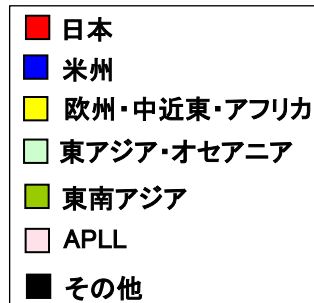 日本
米州
欧州・中近東・アフリカ
東アジア・オセアニア
東南アジア
APLL
その他